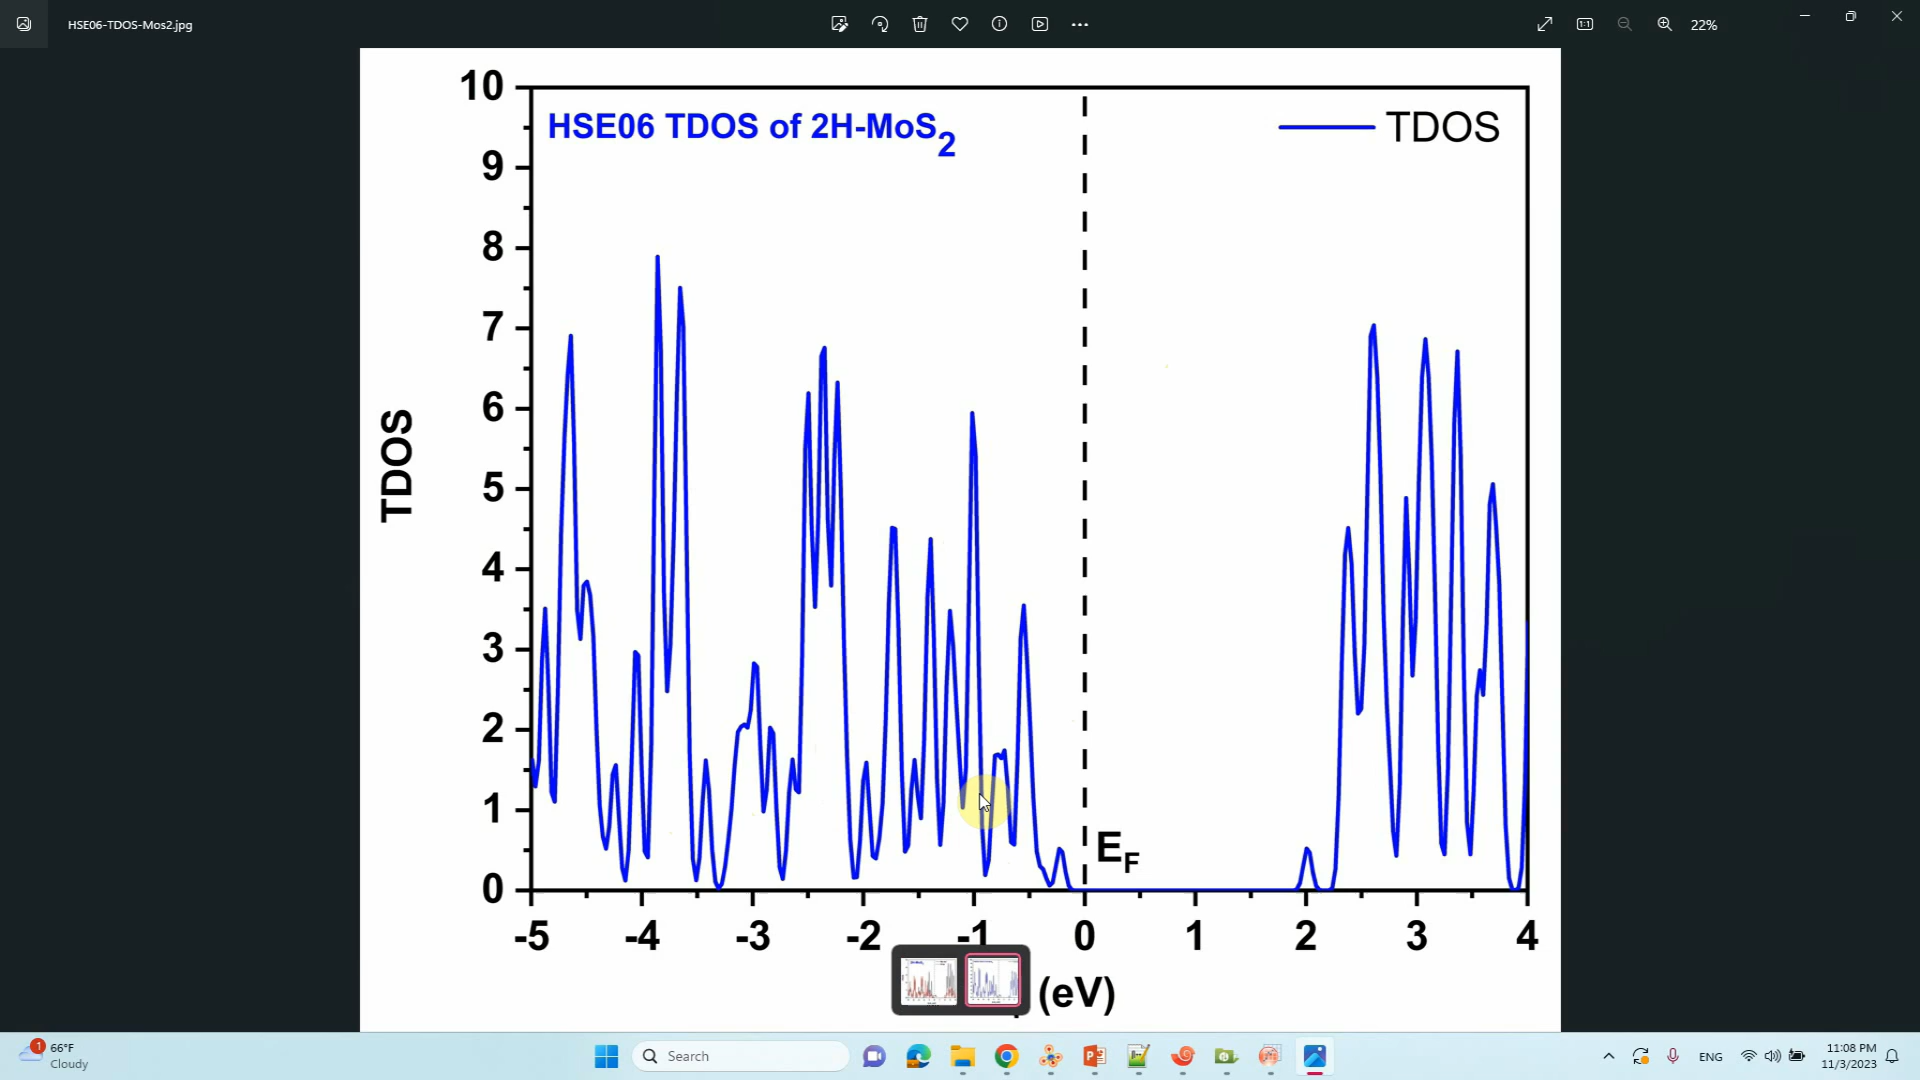 HSE06-TDOS-Mos2.jpg
22%
HSE06 TDOS of 2H-MoS2
TDOS
10
9
8
7
6
5
4
3
2
1
0
TDOS
EF
-5 -4 -3 -2 -1 0 1 2 3 4
(eV)
1
66°F
Cloudy
Search
ENG
11:08 PM
11/3/2023